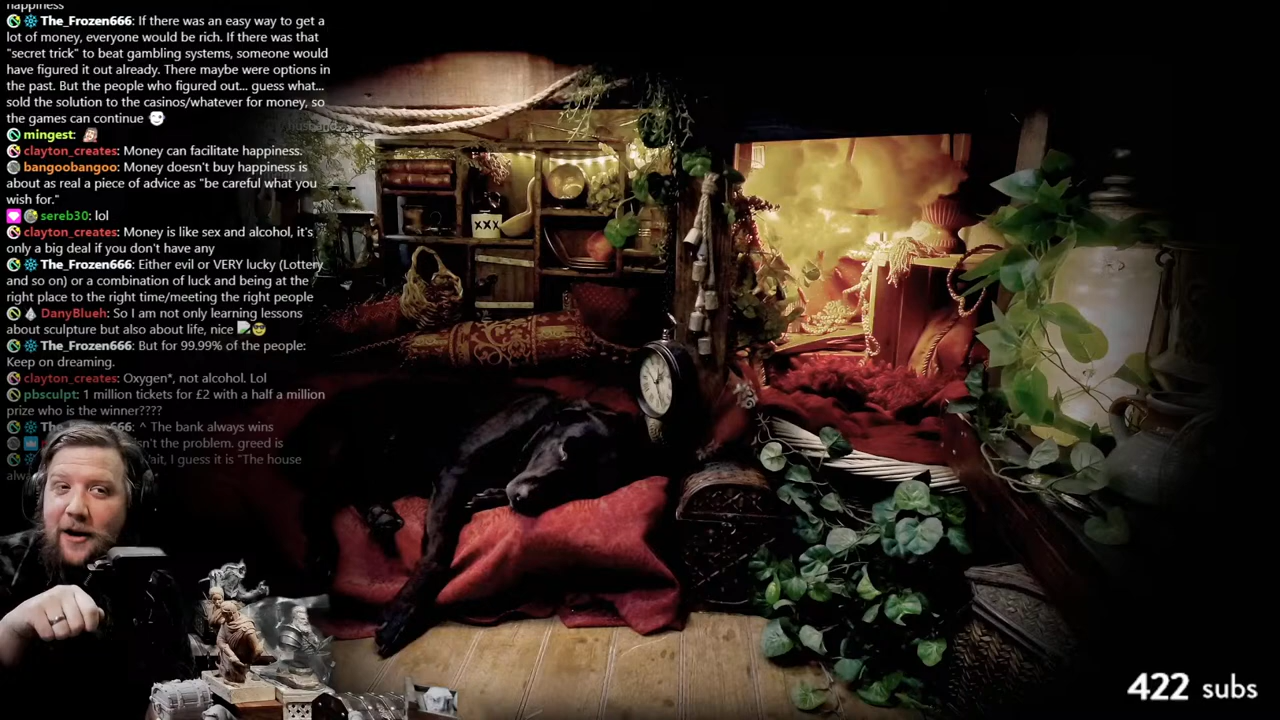 happiness
The_Frozen666: If there was an easy way to get a
lot of money, everyone would be rich. If there was that
"secret trick" to beat gambling systems, someone would
have figured it out already. There maybe were options in
the past. But the people who figured out... guess what...
sold the solution to the casinos/whatever for money, so
the games can continue
mingest:
clayton_creates: Money can facilitate happiness.
bangoobangoo: Money doesn't buy happiness is
about as real a piece of advice as "be careful what you
wish for."
sereb30: lol
clayton_creates: Money is like sex and alcohol, it's
only a big deal if you don't have any
The_Frozen666: Either evil or VERY lucky (Lottery
and so on) or a combination of luck and being at the
right place to the right time/meeting the right people
DanyBlueh: So I am not only learning lessons
about sculpture but also about life, nice
The_Frozen666: But for 99.99% of the people:
Keep on dreaming.
clayton_creates: Oxygen*, not alcohol. Lol
pbsculpt: 1 million tickets for £2 with a half a million
prize who is the winner????
The_Frozen666: ^ The bank always wins
isn't the problem. greed is
Wait, I guess it is "The house
XXX
422 subs